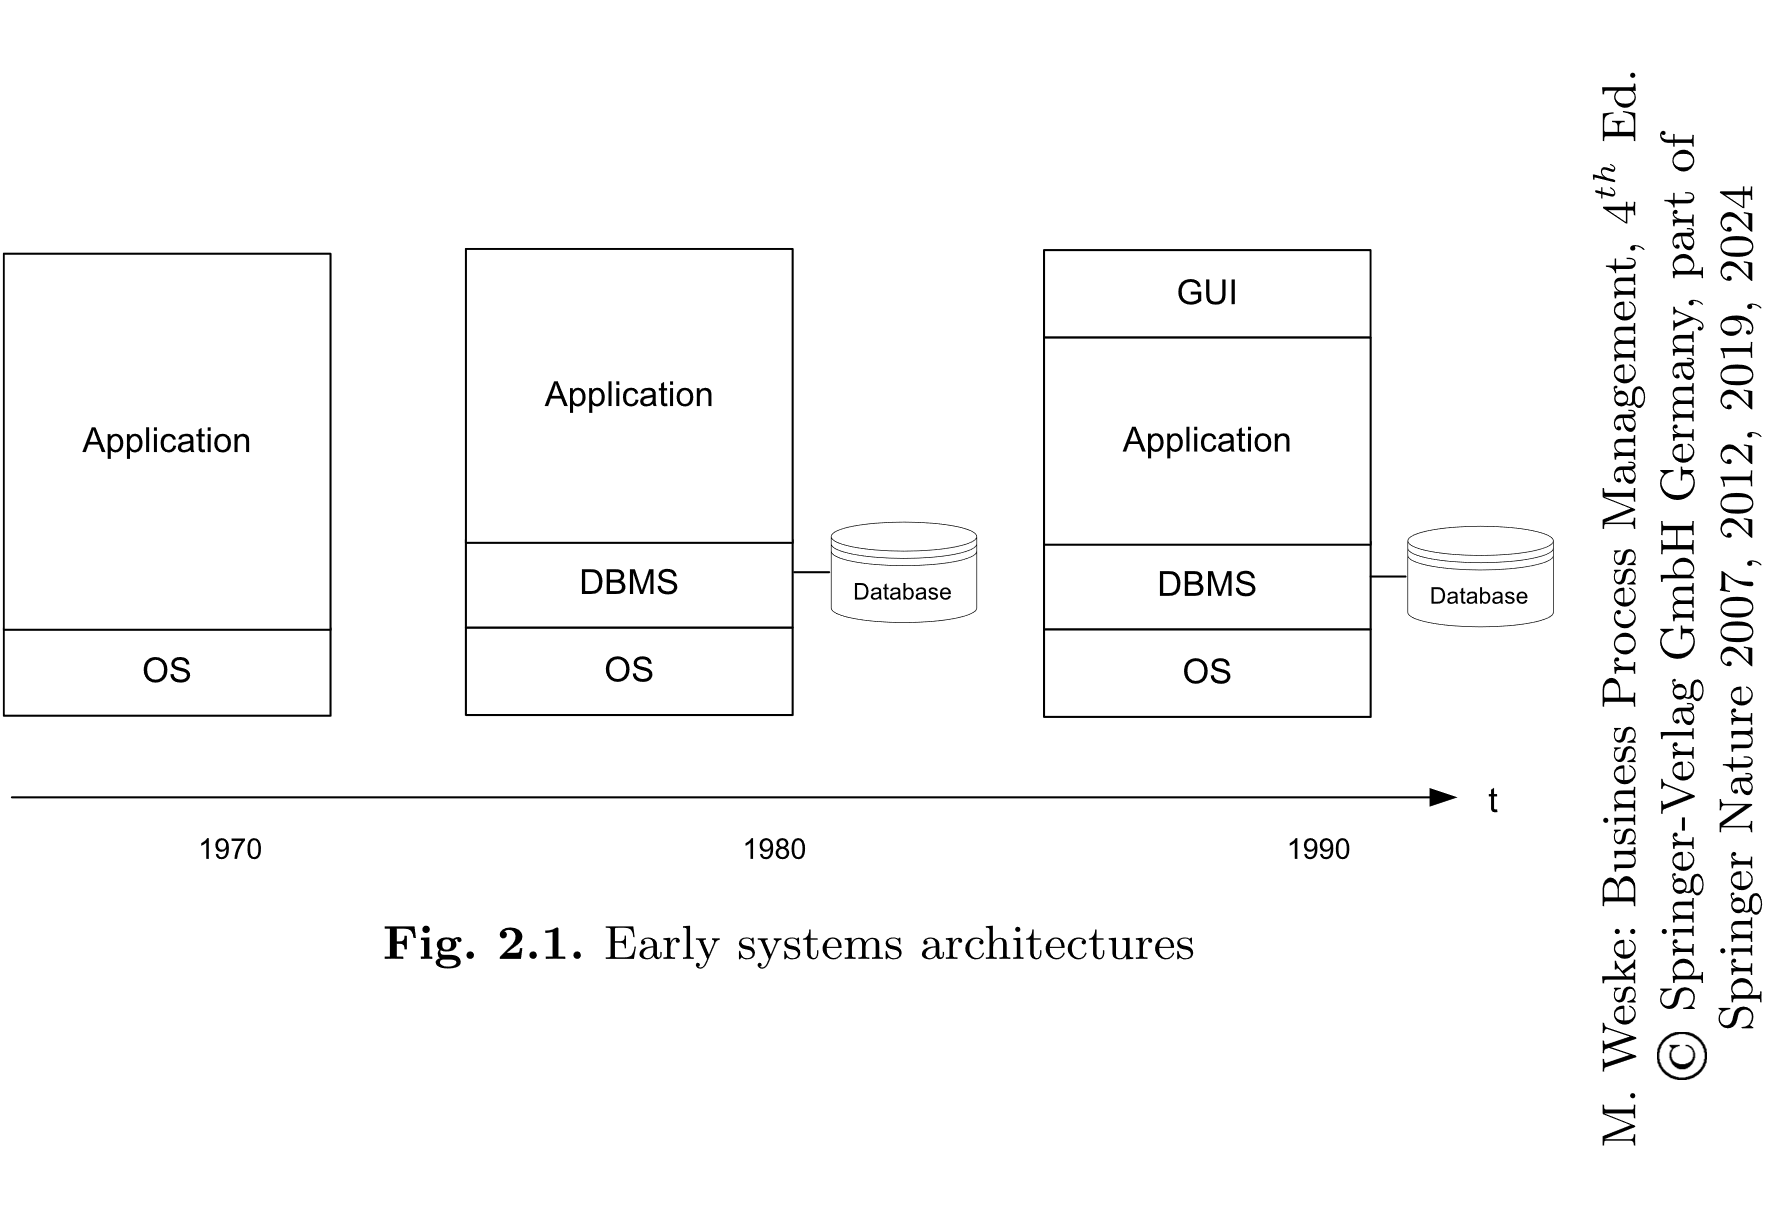 Application
OS
Application
DBMS
OS
Database
GUI
Application
DBMS
OS
Database
t
1970
1980
1990
Fig. 2.1. Early systems architectures
M. Weske: Business Process Management, 4th Ed.
© Springer-Verlag GmbH Germany, part of
Springer Nature 2007, 2012, 2019, 2024